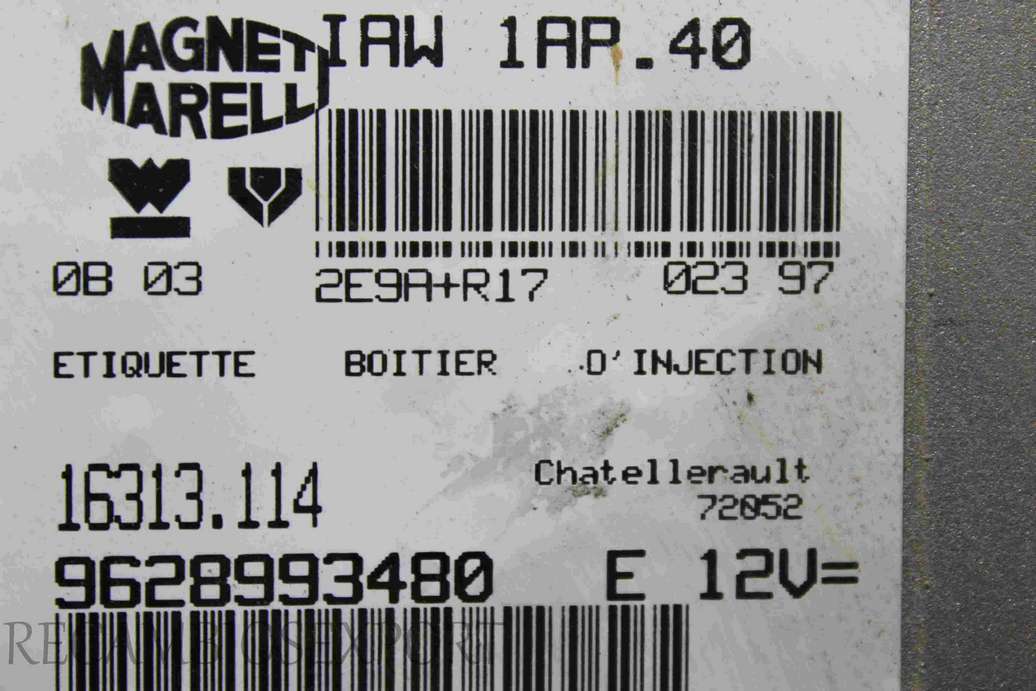 MAGNETI
MARELLI
IAW 1AP.40
0B 03
2E9A+R17 023 97
ETIQUETTE BOITIER D'INJECTION
16313.114
Chatellerault
72052
9628993480 E 12V=
RECAMBIOSEXPORT